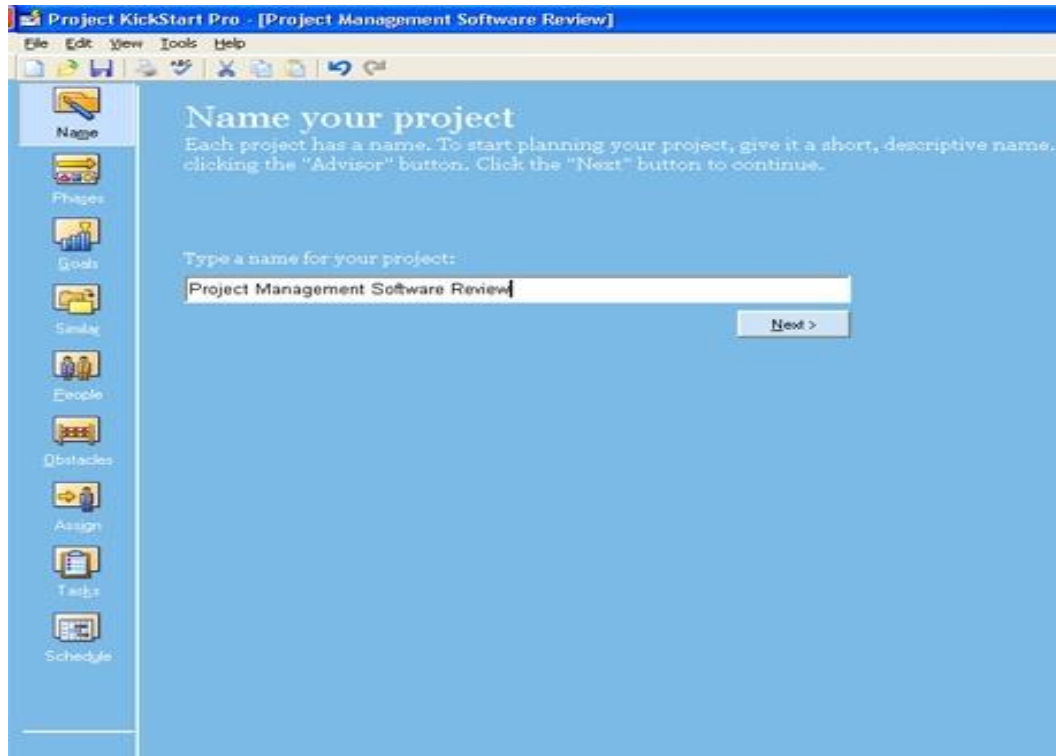 Project KickStart Pro - [Project Management Software Review]
File Edit View Tools Help
Name
Phases
Goals
Similar
People
Obstacles
Assign
Tasks
Schedule
Name your project
Each project has a name. To start planning your project, give it a short, descriptive name.
clicking the "Advisor" button. Click the "Next" button to continue.
Type a name for your project:
Project Management Software Review
Next >